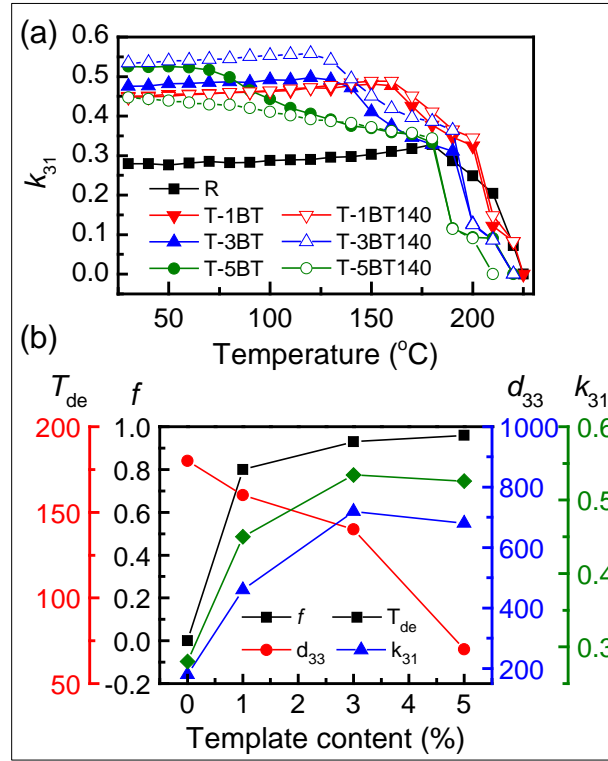 (a)
k31
0.6
0.5
0.4
0.3
0.2
0.1
0.0
R
T-1BT T-1BT140
T-3BT T-3BT140
T-5BT T-5BT140
50 100 150 200
Temperature (oC)
(b)
Tde f d33 k31
200 1.0 1000 0.6
0.8 800 0.5
150 0.6
0.4 600
100 0.4
0.2 400
0.0 0.3
50 -0.2 200
f Tde
d33 k31
0 1 2 3 4 5
Template content (%)